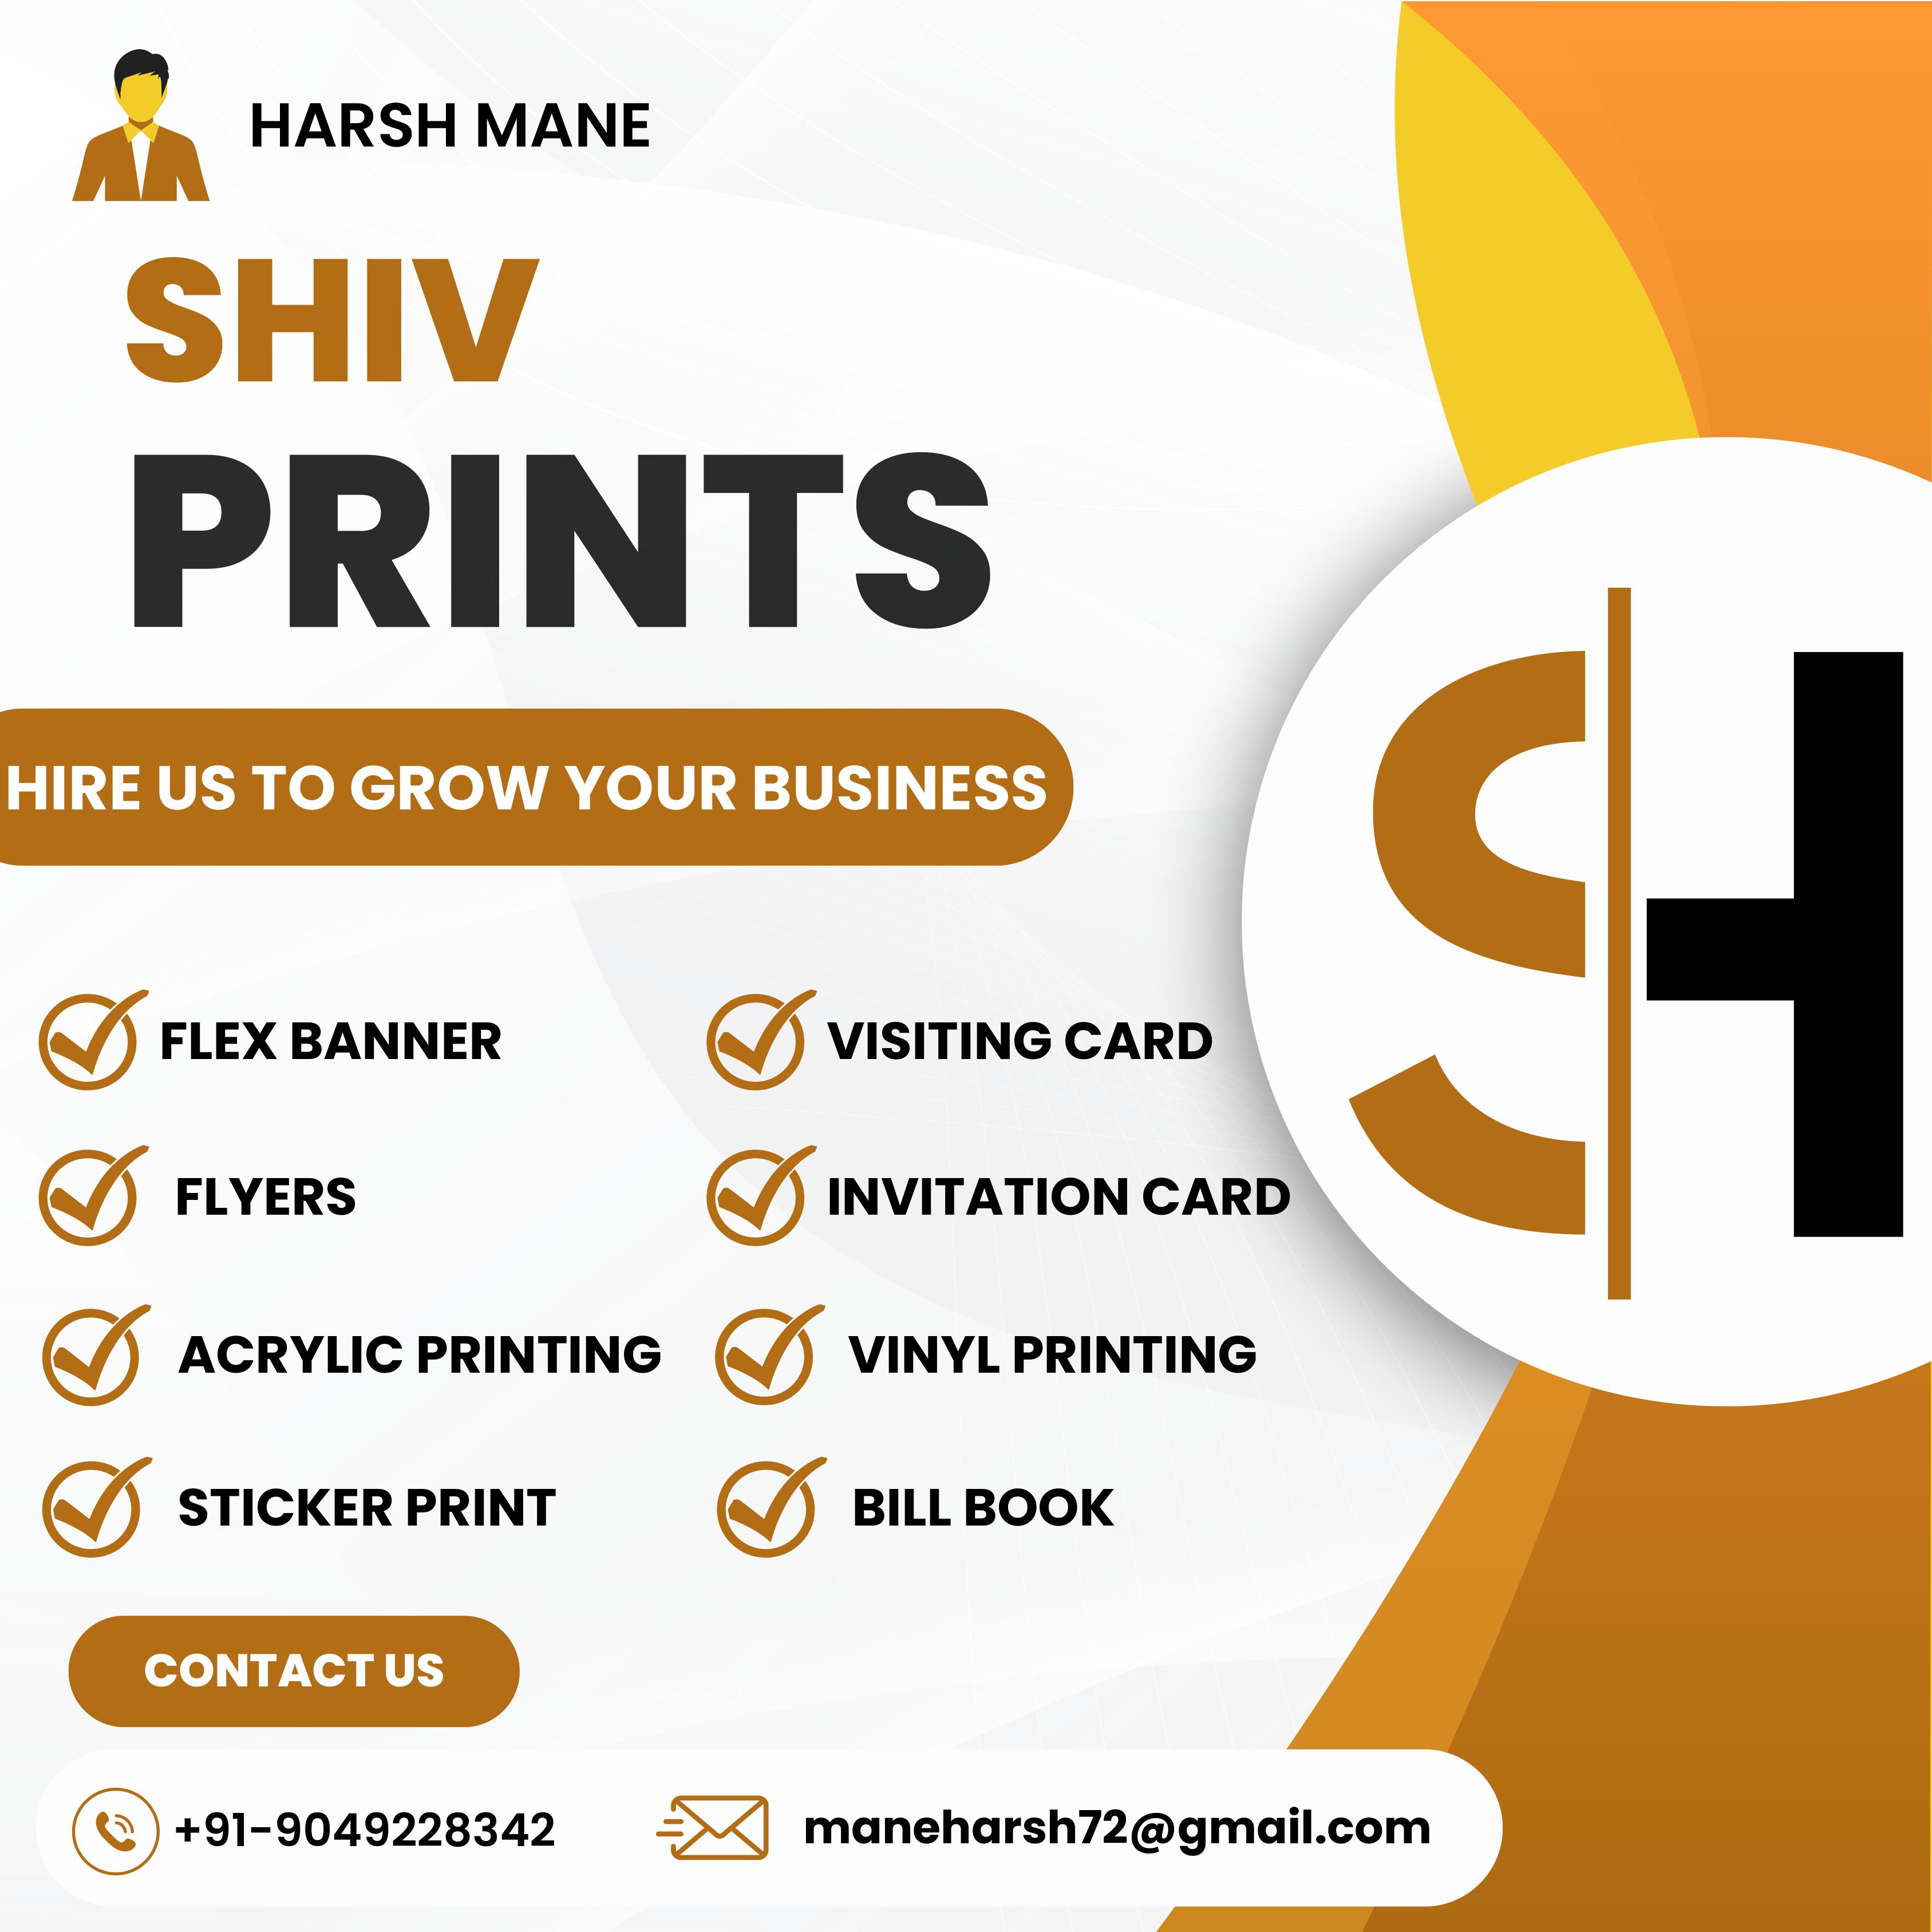 HARSH MANE
SHIV
PRINTS
HIRE US TO GROW YOUR BUSINESS
SH
FLEX BANNER
VISITING CARD
FLYERS
INVITATION CARD
ACRYLIC PRINTING
VINYL PRINTING
STICKER PRINT
BILL BOOK
CONTACT US
+91-9049228342
maneharsh72@gmail.com